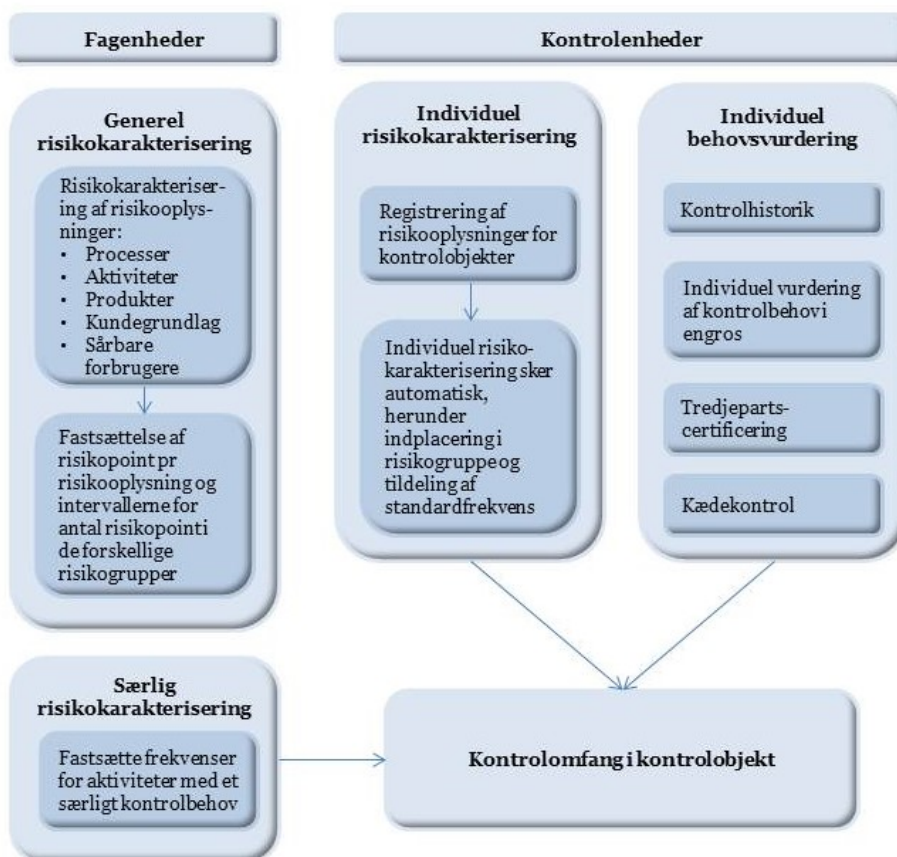 Fagenheder
Kontrolenheder
Generel
risikokarakterisering
Risikokarakteriser-
ing af risikooplys-
ninger:
• Processer
• Aktiviteter
• Produkter
• Kundegrundlag
• Sårbare
forbrugere
Fastsættelse af
risikopoint pr
risikooplysning og
intervallerne for
antal risikopoint i
de forskellige
risikogrupper
Individuel
risikokarakterisering
Registrering af
risikooplysninger for
kontrolobjekter
Individuel risiko-
karakterisering sker
automatisk,
herunder
indplacering i
risikogruppe og
tildeling af
standardfrekvens
Individuel
behovsvurdering
Kontrolhistorik
Individuel vurdering
af kontrolbehov i
engros
Tredjeparts-
certificering
Kædekontrol
Særlig
risikokarakterisering
Fastsætte frekvenser
for aktiviteter med et
særligt kontrolbehov
Kontrolomfang i kontrolobjekt